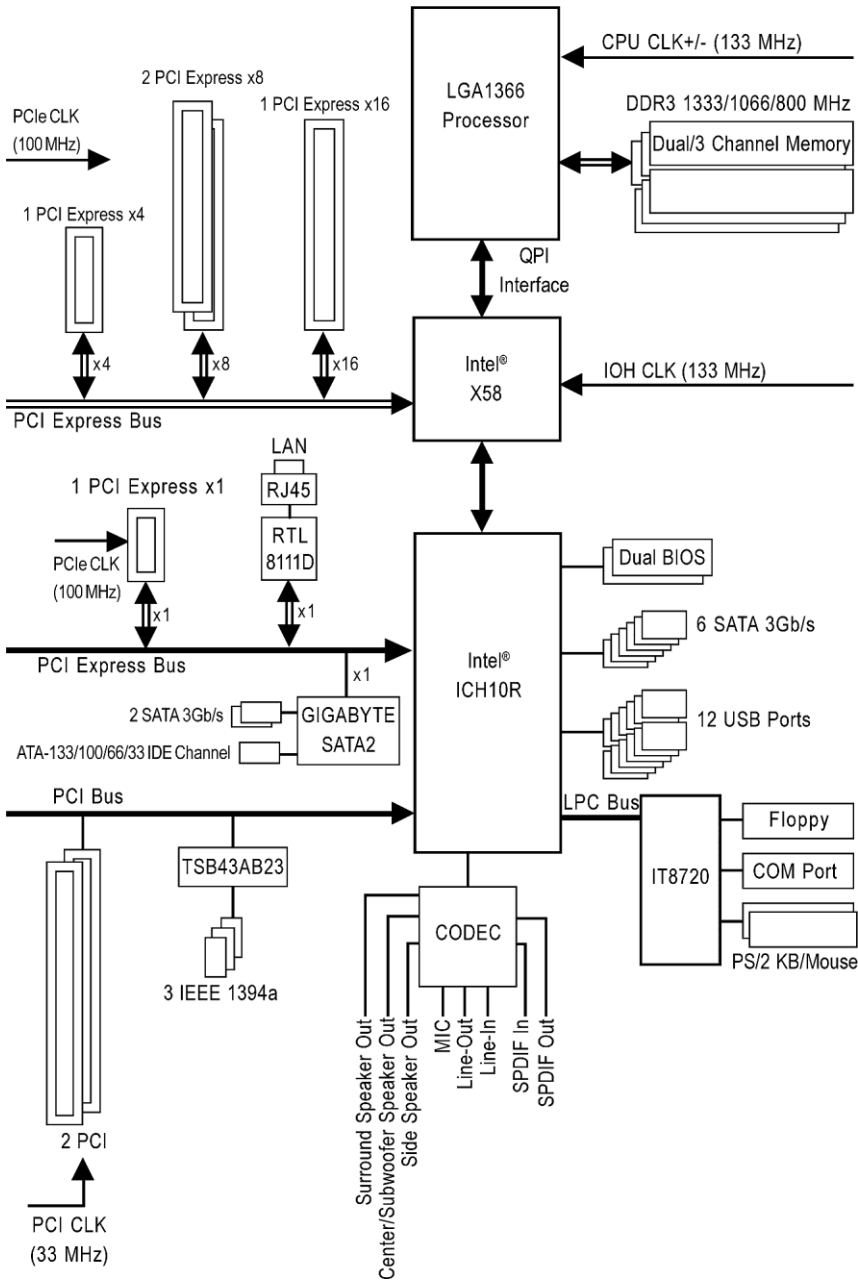 CPU CLK+/- (133 MHz)
2 PCI Express x8
1 PCI Express x16
LGA1366
Processor
DDR3 1333/1066/800 MHz
PCIe CLK
(100 MHz)
Dual/3 Channel Memory
1 PCI Express x4
QPI
Interface
x4
x8
x16
Intel®
X58
IOH CLK (133 MHz)
PCI Express Bus
LAN
RJ45
1 PCI Express x1
RTL
8111D
PCIe CLK
(100 MHz)
Dual BIOS
x1
x1
6 SATA 3Gb/s
PCI Express Bus
Intel®
ICH10R
x1
2 SATA 3Gb/s
GIGABYTE
SATA2
12 USB Ports
ATA-133/100/66/33 IDE Channel
PCI Bus
LPC Bus
Floppy
TSB43AB23
IT8720
COM Port
CODEC
PS/2 KB/Mouse
3 IEEE 1394a
Surround Speaker Out
Center/Subwoofer Speaker Out
Side Speaker Out
MIC
Line-Out
Line-In
SPDIF In
SPDIF Out
2 PCI
PCI CLK
(33 MHz)